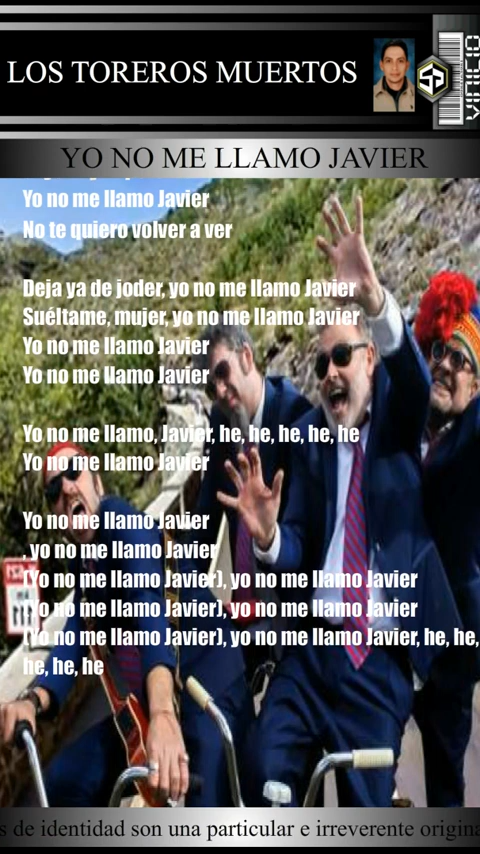 LOS TOREROS MUERTOS
VINICIO
YO NO ME LLAMO JAVIER
Yo no me llamo Javier
No te quiero volver a ver
Deja ya de joder, yo no me llamo Javier
Suéltame, mujer, yo no me llamo Javier
Yo no me llamo Javier
Yo no me llamo Javier
Yo no me llamo, Javier, he, he, he, he, he
Yo no me llamo Javier
Yo no me llamo Javier
, yo no me llamo Javier
(Yo no me llamo Javier), yo no me llamo Javier
(Yo no me llamo Javier), yo no me llamo Javier
(Yo no me llamo Javier), yo no me llamo Javier, he, he,
he, he, he
s de identidad son una particular e irreverente origina